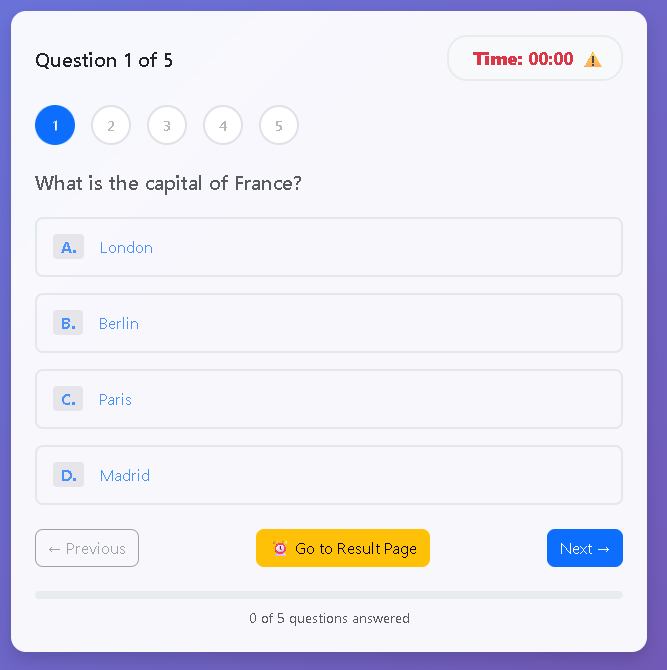 Question 1 of 5
Time: 00:00 ⚠️
1 2 3 4 5
What is the capital of France?
A. London
B. Berlin
C. Paris
D. Madrid
← Previous
⏰ Go to Result Page
Next →
0 of 5 questions answered